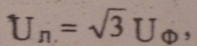 Uл = √3 UФ,